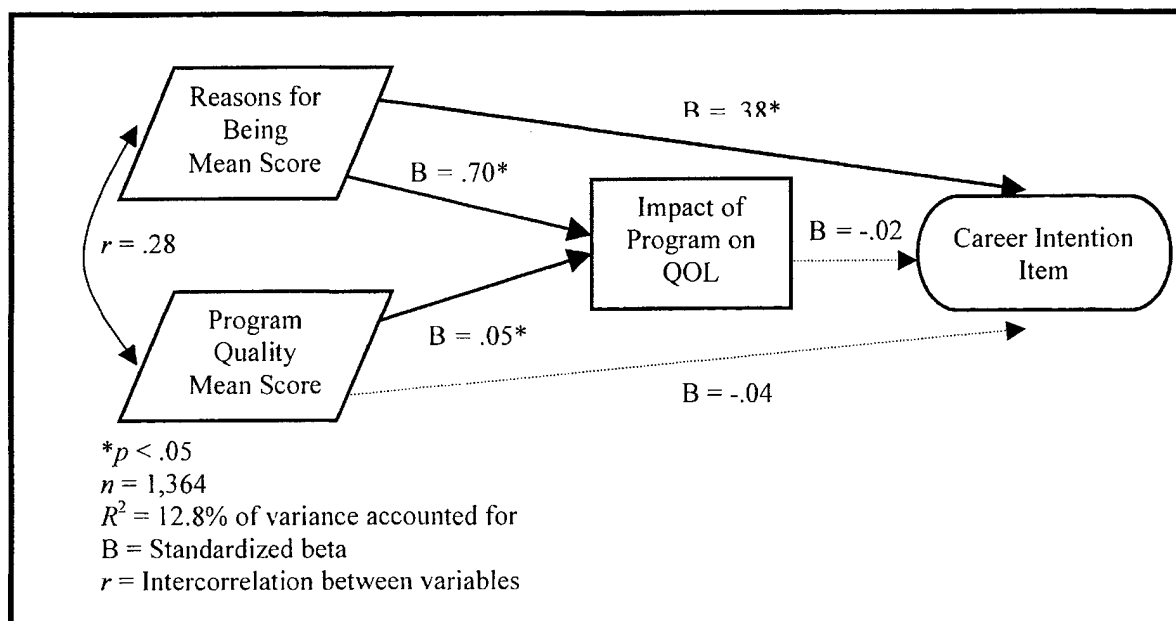 Reasons for
Being
Mean Score
B = .38*
B = .70*
Impact of
Program on
QOL
B = -.02
Career Intention
Item
r = .28
Program
Quality
Mean Score
B = .05*
B = -.04
*p < .05
n = 1,364
R² = 12.8% of variance accounted for
B = Standardized beta
r = Intercorrelation between variables